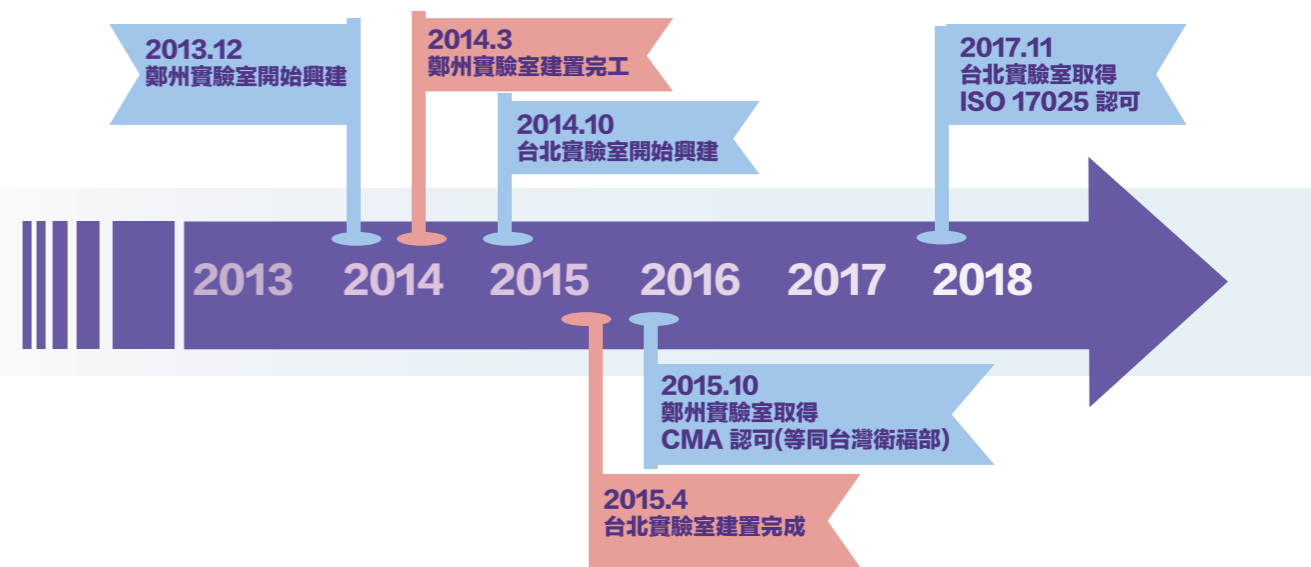 2013.12
鄭州實驗室開始興建
2014.3
鄭州實驗室建置完工
2014.10
台北實驗室開始興建
2017.11
台北實驗室取得
ISO 17025 認可
2013
2014
2015
2016
2017
2018
2015.10
鄭州實驗室取得
CMA 認可(等同台灣衛福部)
2015.4
台北實驗室建置完成